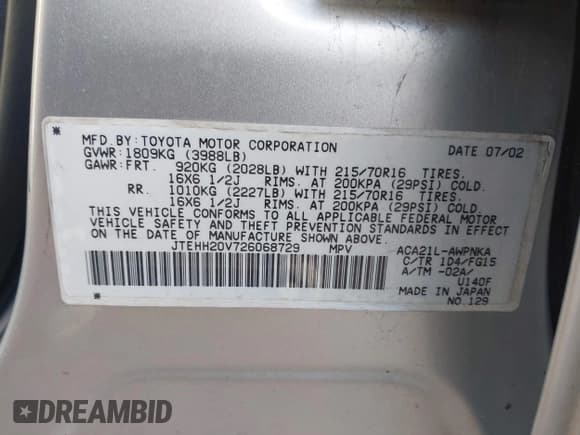 MFD.BY:TOYOTA MOTOR CORPORATION DATE 07/02
GVWR:1809KG (3988LB)
GAWR:FRT. 920KG (2028LB) WITH 215/70R16 TIRES.
16X6 1/2J RIMS. AT 200KPA (29PSI) COLD.
RR. 1010KG (2227LB) WITH 215/70R16 TIRES.
16X6 1/2J RIMS. AT 200KPA (29PSI) COLD.
THIS VEHICLE CONFORMS TO ALL APPLICABLE FEDERAL MOTOR
VEHICLE SAFETY AND THEFT PREVENTION STANDARDS IN EFFECT
ON THE DATE OF MANUFACTURE SHOWN ABOVE.
JTEHH20V726068729 MPV ACA21L-AWPNKA
C/TR 1D4/FG15
A/TM -02A/
U140F
MADE IN JAPAN
NO.129
DREAMBID